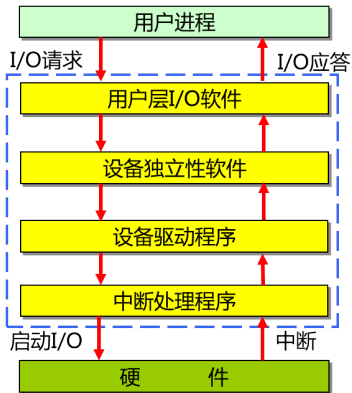 用户进程
I/O请求
I/O应答
用户层I/O软件
设备独立性软件
设备驱动程序
中断处理程序
启动I/O
中断
硬 件